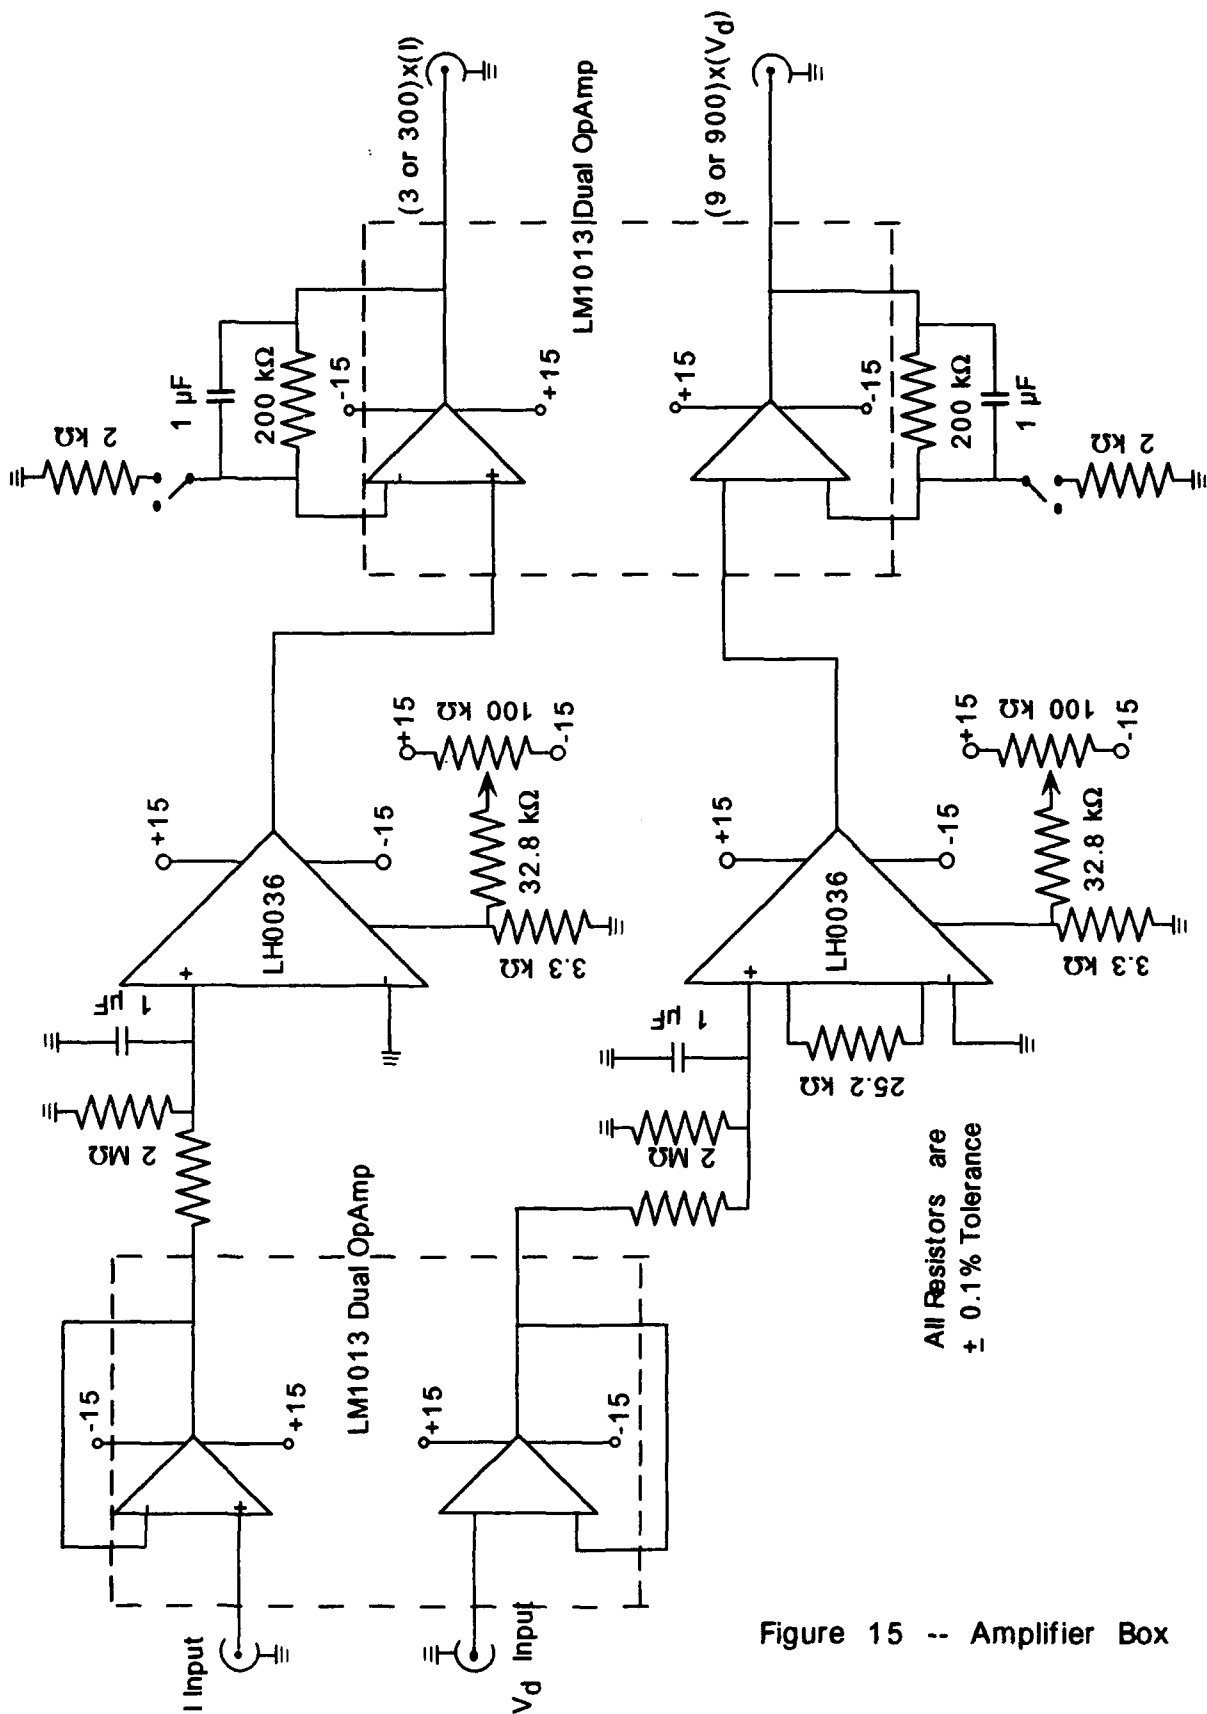 I Input
-15
+15
LM1013 Dual OpAmp
2 MΩ
1 µF
+
-
LH0036
+15
-15
3.3 kΩ
32.8 kΩ
+15
100 kΩ
-15
2 kΩ
1 µF
200 kΩ
-15
-
+
+15
(3 or 300)x(I)
LM1013 Dual OpAmp
Vd Input
+15
-15
2 MΩ
1 µF
25.2 kΩ
+
-
LH0036
+15
-15
3.3 kΩ
32.8 kΩ
+15
100 kΩ
-15
+15
-15
200 kΩ
1 µF
2 kΩ
(9 or 900)x(Vd)
All Resistors are
± 0.1% Tolerance
Figure 15 -- Amplifier Box